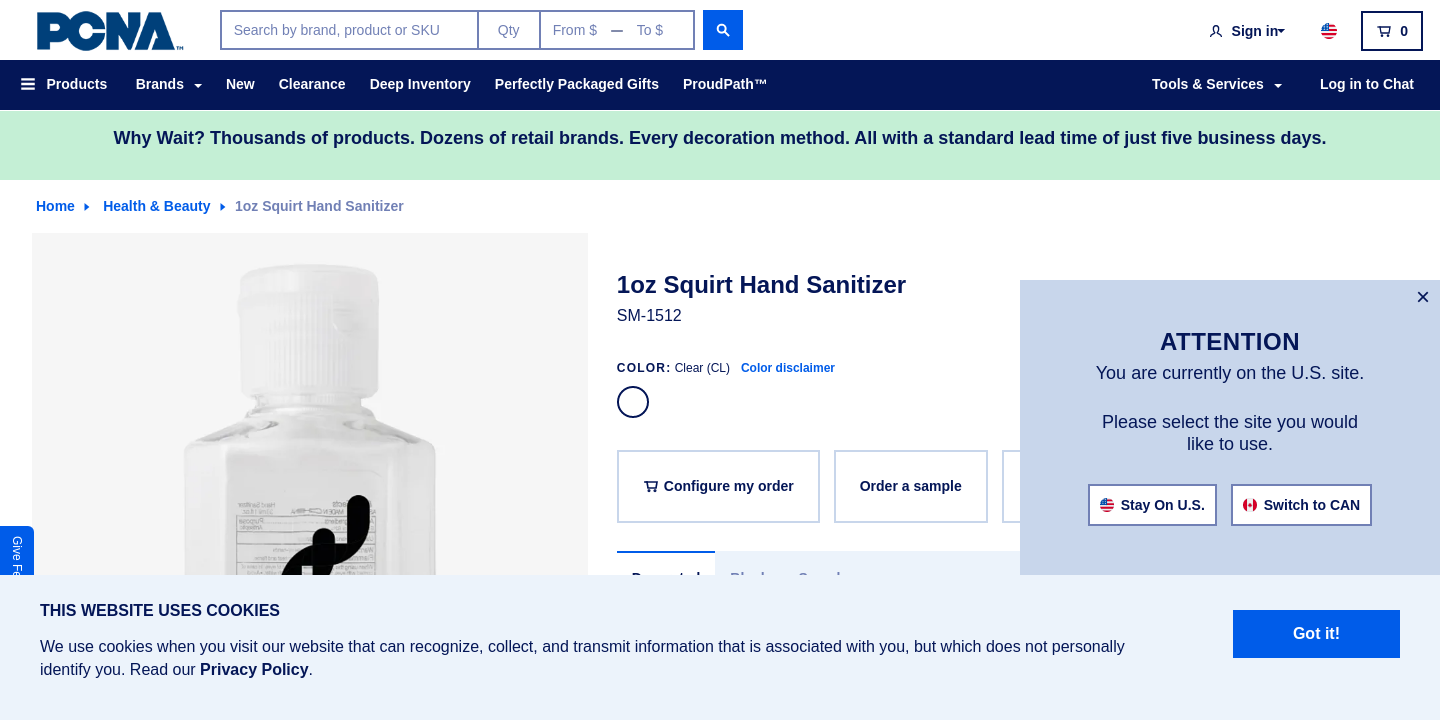 PCNA™
Search by brand, product or SKU
Qty
From $ — To $
Sign in
0
Products
Brands
New
Clearance
Deep Inventory
Perfectly Packaged Gifts
ProudPath™
Tools & Services
Log in to Chat
Why Wait? Thousands of products. Dozens of retail brands. Every decoration method. All with a standard lead time of just five business days.
Home
Health & Beauty
1oz Squirt Hand Sanitizer
1oz Squirt Hand Sanitizer
SM-1512
COLOR: Clear (CL) Color disclaimer
Configure my order
Order a sample
×
ATTENTION
You are currently on the U.S. site.
Please select the site you would
like to use.
Stay On U.S.
Switch to CAN
THIS WEBSITE USES COOKIES
We use cookies when you visit our website that can recognize, collect, and transmit information that is associated with you, but which does not personally
identify you. Read our Privacy Policy.
Got it!